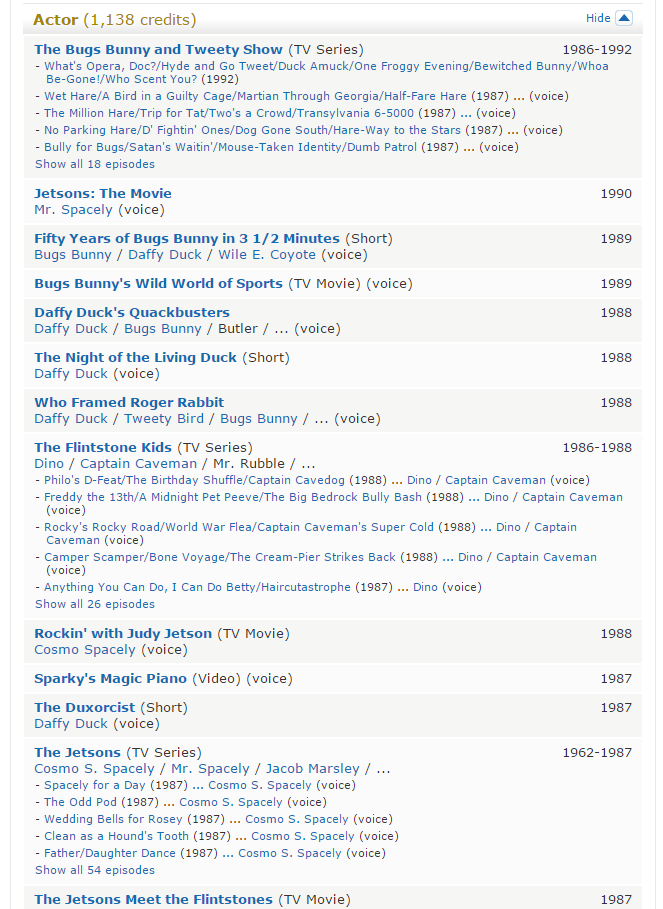 Actor (1,138 credits) Hide
The Bugs Bunny and Tweety Show (TV Series) 1986-1992
- What's Opera, Doc?/Hyde and Go Tweet/Duck Amuck/One Froggy Evening/Bewitched Bunny/Whoa
Be-Gone!/Who Scent You? (1992)
- Wet Hare/A Bird in a Guilty Cage/Martian Through Georgia/Half-Fare Hare (1987) ... (voice)
- The Million Hare/Trip for Tat/Two's a Crowd/Transylvania 6-5000 (1987) ... (voice)
- No Parking Hare/D' Fightin' Ones/Dog Gone South/Hare-Way to the Stars (1987) ... (voice)
- Bully for Bugs/Satan's Waitin'/Mouse-Taken Identity/Dumb Patrol (1987) ... (voice)
Show all 18 episodes
Jetsons: The Movie 1990
Mr. Spacely (voice)
Fifty Years of Bugs Bunny in 3 1/2 Minutes (Short) 1989
Bugs Bunny / Daffy Duck / Wile E. Coyote (voice)
Bugs Bunny's Wild World of Sports (TV Movie) (voice) 1989
Daffy Duck's Quackbusters 1988
Daffy Duck / Bugs Bunny / Butler / ... (voice)
The Night of the Living Duck (Short) 1988
Daffy Duck (voice)
Who Framed Roger Rabbit 1988
Daffy Duck / Tweety Bird / Bugs Bunny / ... (voice)
The Flintstone Kids (TV Series) 1986-1988
Dino / Captain Caveman / Mr. Rubble / ...
- Philo's D-Feat/The Birthday Shuffle/Captain Cavedog (1988) ... Dino / Captain Caveman (voice)
- Freddy the 13th/A Midnight Pet Peeve/The Big Bedrock Bully Bash (1988) ... Dino / Captain Caveman
(voice)
- Rocky's Rocky Road/World War Flea/Captain Caveman's Super Cold (1988) ... Dino / Captain
Caveman (voice)
- Camper Scamper/Bone Voyage/The Cream-Pier Strikes Back (1988) ... Dino / Captain Caveman
(voice)
- Anything You Can Do, I Can Do Betty/Haircutastrophe (1987) ... Dino (voice)
Show all 26 episodes
Rockin' with Judy Jetson (TV Movie) 1988
Cosmo Spacely (voice)
Sparky's Magic Piano (Video) (voice) 1987
The Duxorcist (Short) 1987
Daffy Duck (voice)
The Jetsons (TV Series) 1962-1987
Cosmo S. Spacely / Mr. Spacely / Jacob Marsley / ...
- Spacely for a Day (1987) ... Cosmo S. Spacely (voice)
- The Odd Pod (1987) ... Cosmo S. Spacely (voice)
- Wedding Bells for Rosey (1987) ... Cosmo S. Spacely (voice)
- Clean as a Hound's Tooth (1987) ... Cosmo S. Spacely (voice)
- Father/Daughter Dance (1987) ... Cosmo S. Spacely (voice)
Show all 54 episodes
The Jetsons Meet the Flintstones (TV Movie) 1987